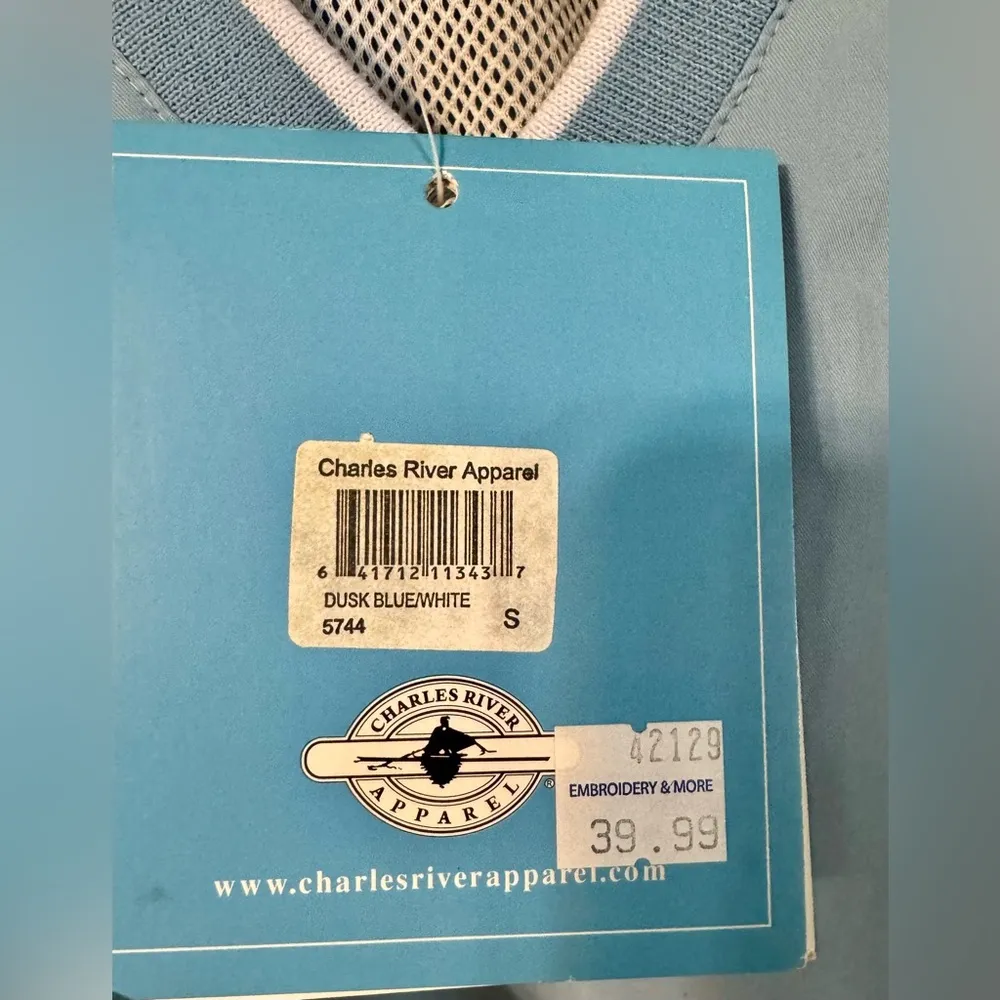 Charles River Apparel
6 41712 11343 7
DUSK BLUE/WHITE
5744 S
CHARLES RIVER
APPAREL
®
42129
EMBROIDERY & MORE
39.99
www.charlesriverapparel.com